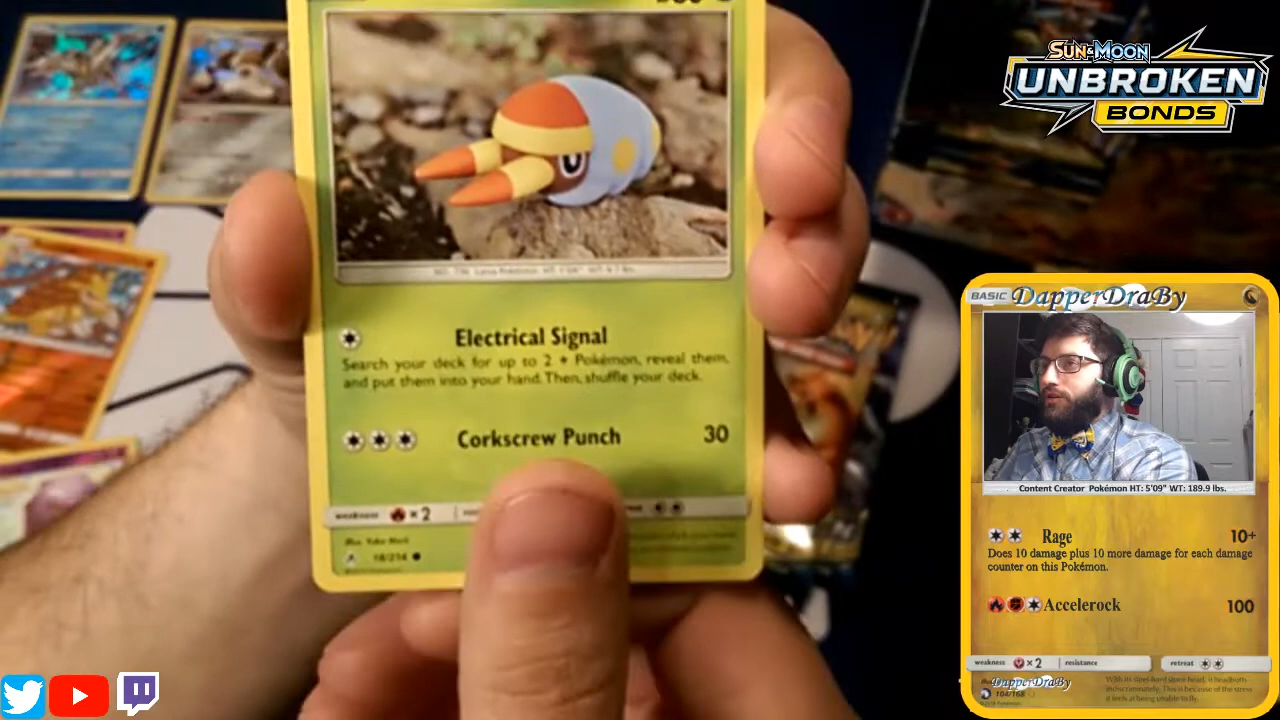 SUN & MOON
UNBROKEN
BONDS
Electrical Signal
Search your deck for up to 2 Pokémon, reveal them,
and put them into your hand. Then, shuffle your deck.
Corkscrew Punch 30
weakness ×2
18/214
BASIC DapperDraBy
Content Creator Pokémon HT: 5'09" WT: 189.9 lbs.
Rage 10+
Does 10 damage plus 10 more damage for each damage
counter on this Pokémon.
Accelerock 100
weakness ×2 resistance retreat
DapperDraBy
104/168